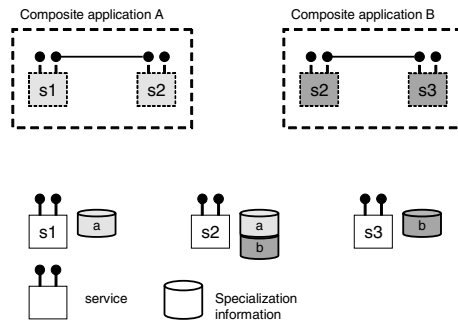 Composite application A
Composite application B
s1
s2
s2
s3
s1
a
s2
a
b
s3
b
service
Specialization
information